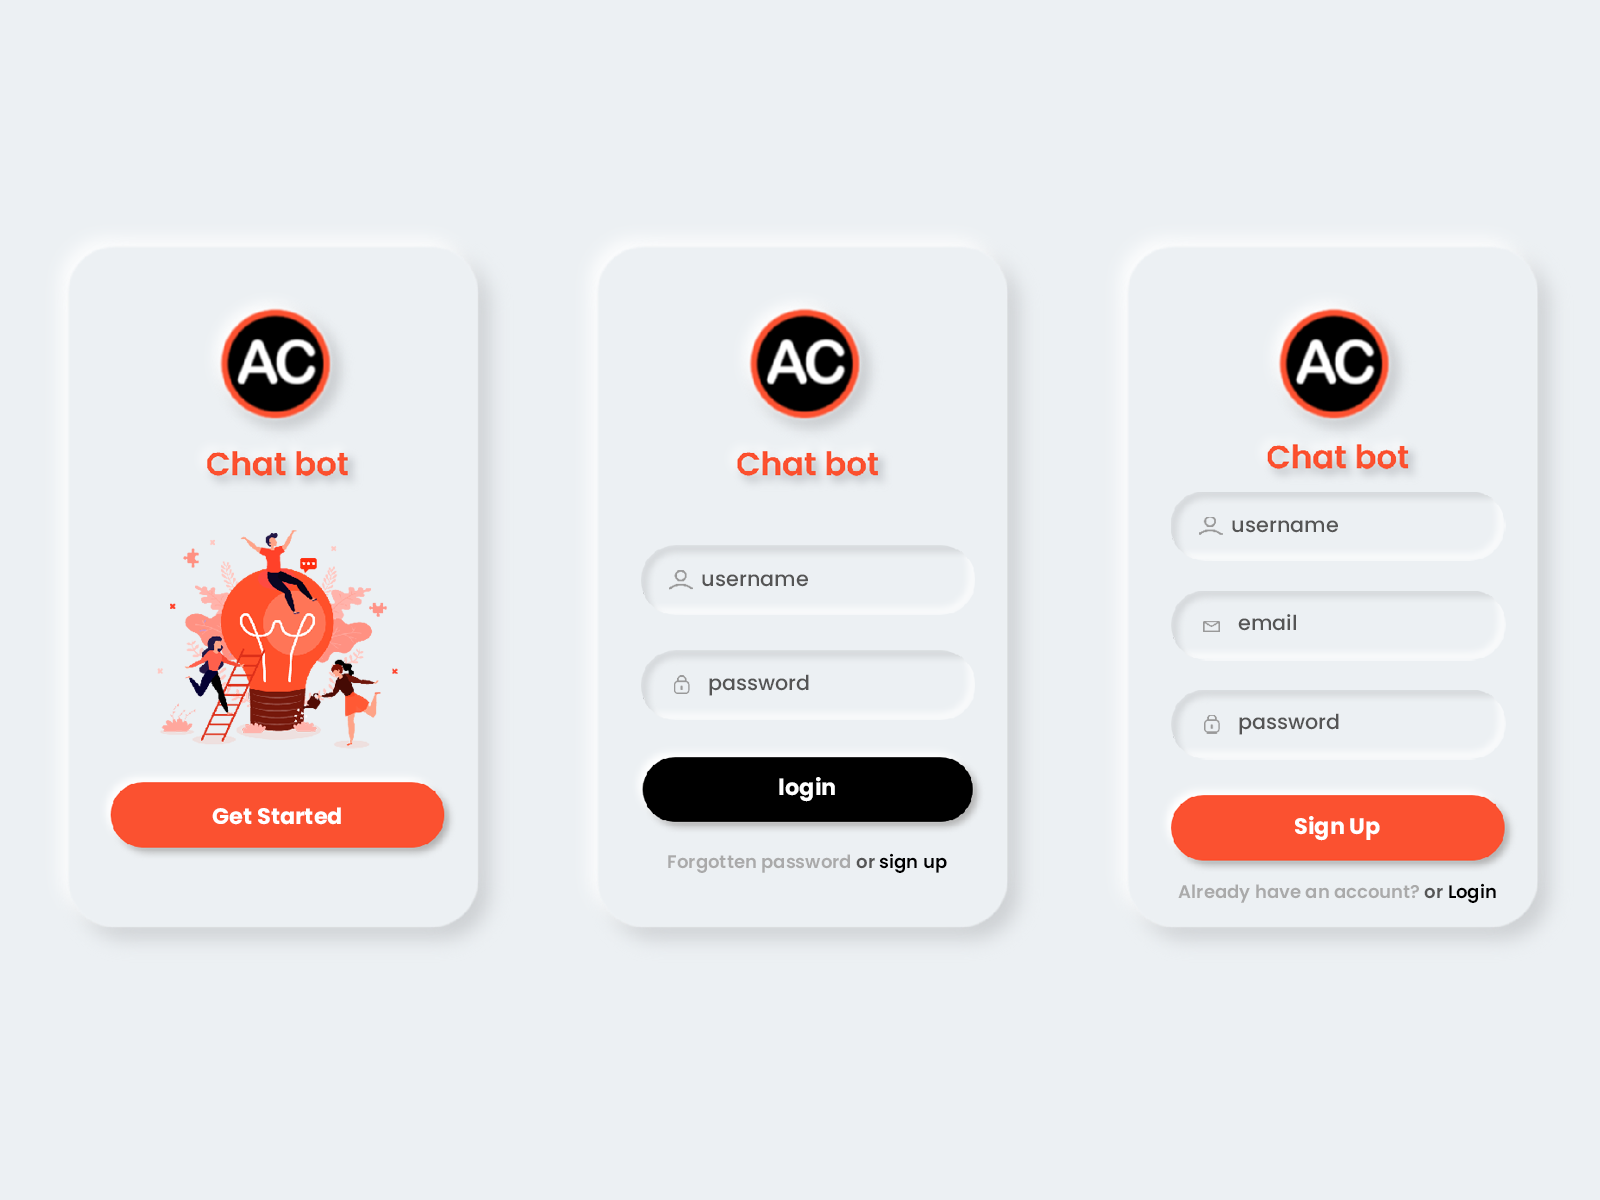 AC
Chat bot
Get Started
AC
Chat bot
username
password
login
Forgotten password or sign up
AC
Chat bot
username
email
password
Sign Up
Already have an account? or Login